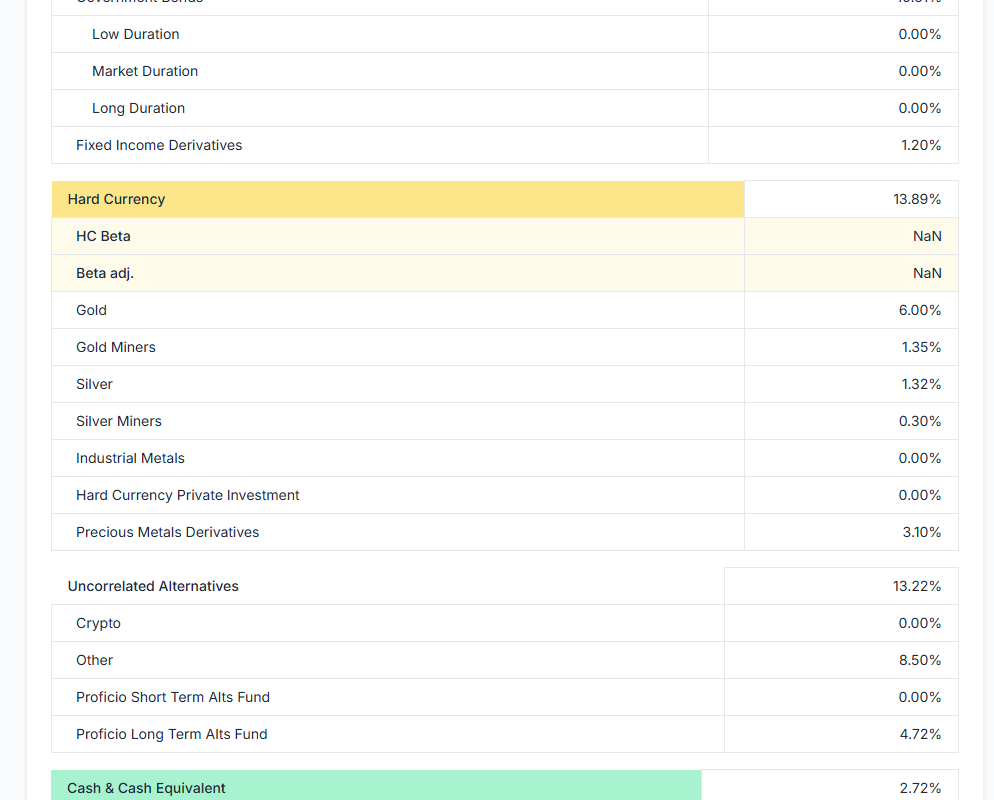 Low Duration 0.00%
Market Duration 0.00%
Long Duration 0.00%
Fixed Income Derivatives 1.20%
Hard Currency 13.89%
HC Beta NaN
Beta adj. NaN
Gold 6.00%
Gold Miners 1.35%
Silver 1.32%
Silver Miners 0.30%
Industrial Metals 0.00%
Hard Currency Private Investment 0.00%
Precious Metals Derivatives 3.10%
Uncorrelated Alternatives 13.22%
Crypto 0.00%
Other 8.50%
Proficio Short Term Alts Fund 0.00%
Proficio Long Term Alts Fund 4.72%
Cash & Cash Equivalent 2.72%